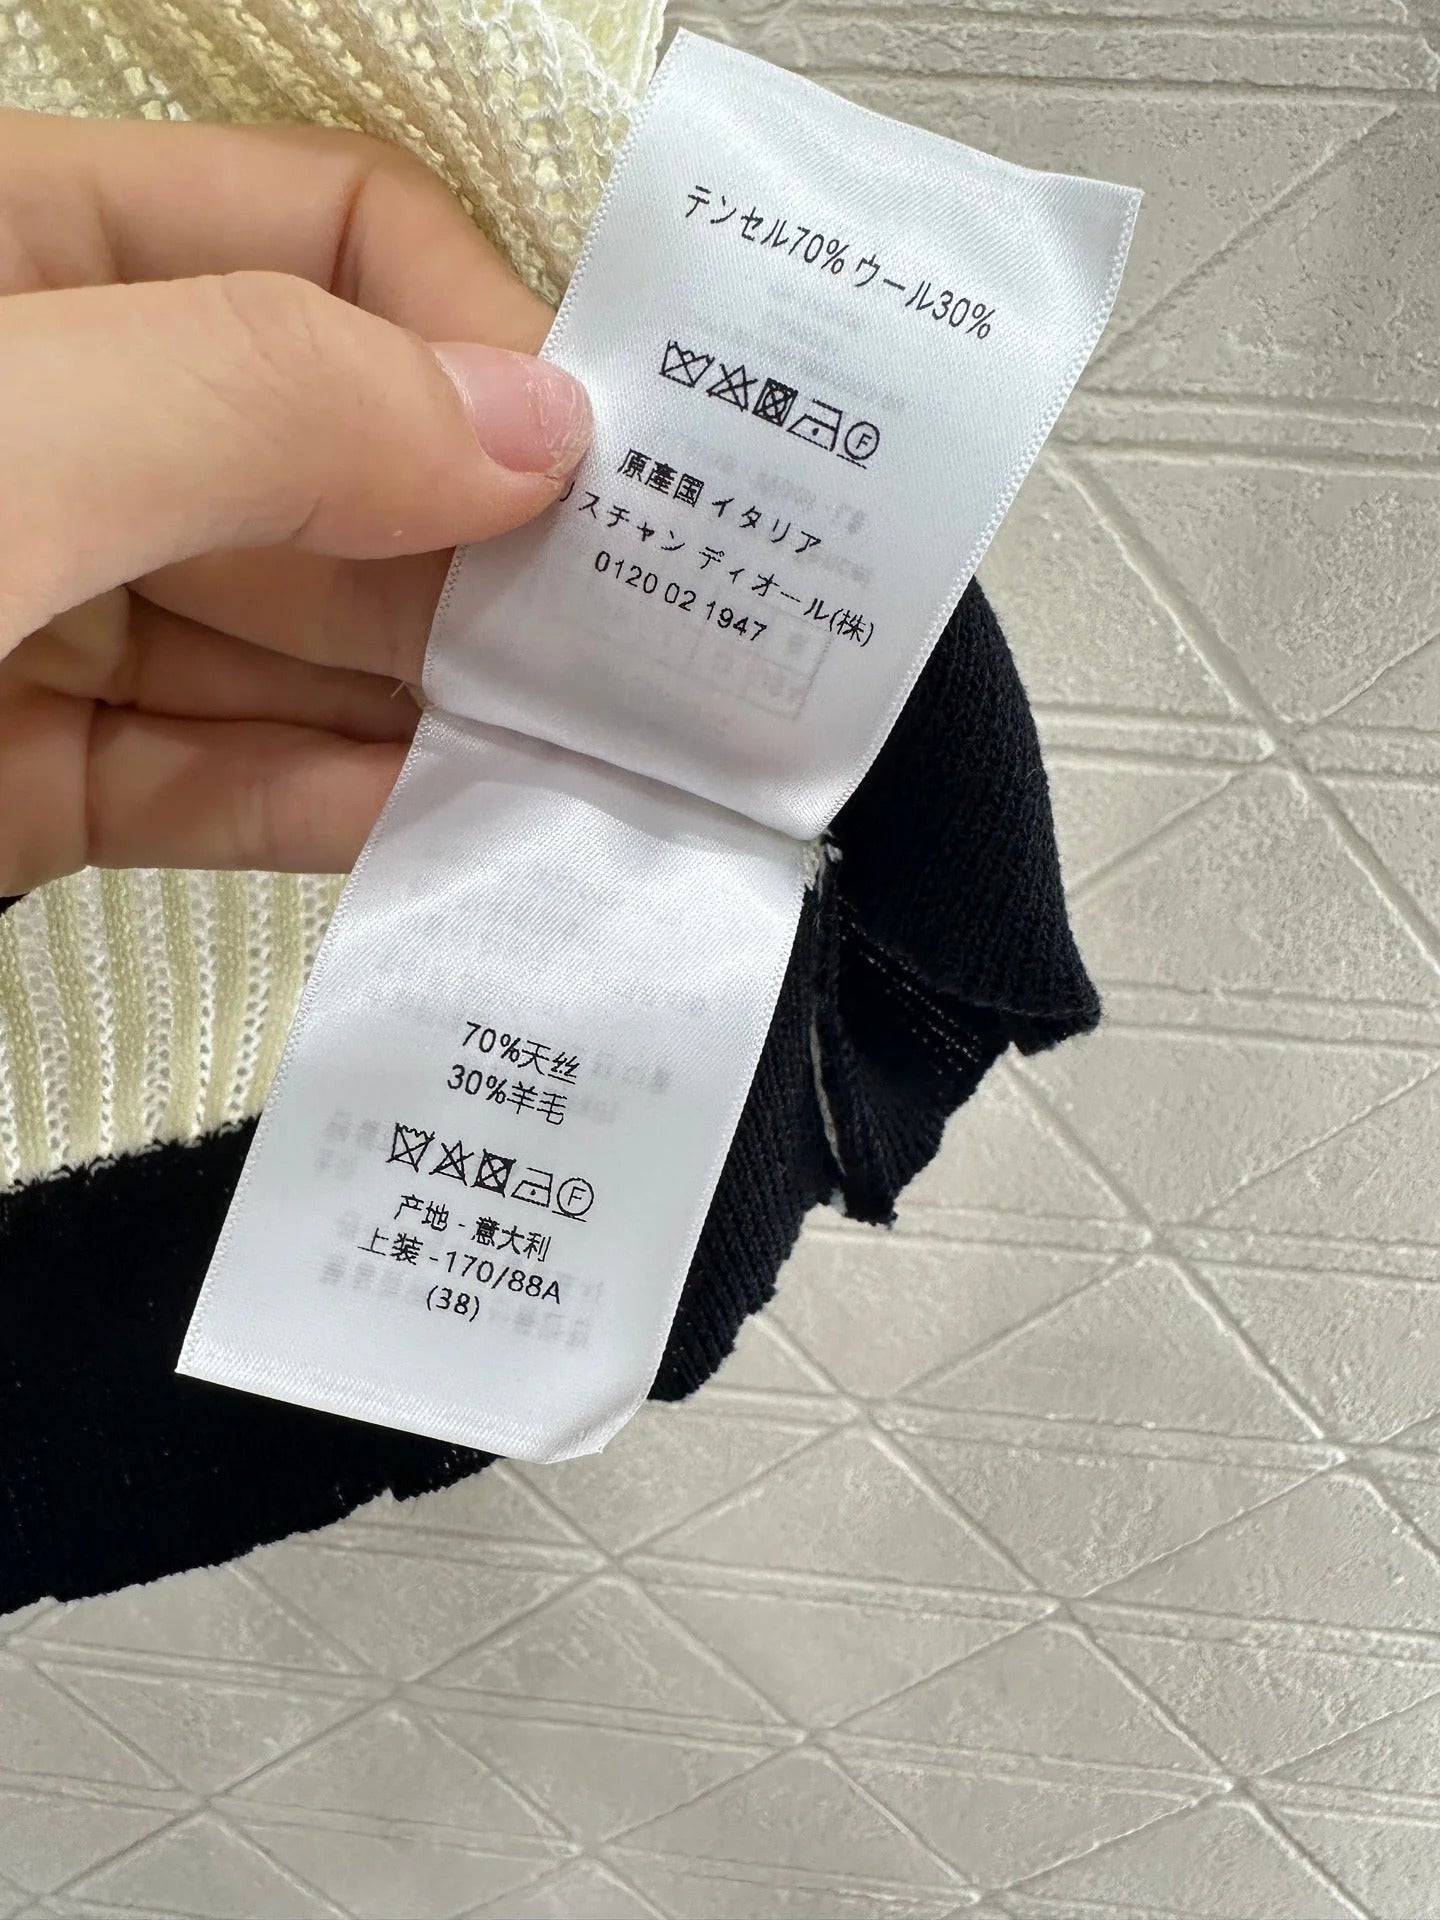 テンセル70% ウール30%
F
原産国 イタリア
リスチャン ディオール(株)
0120 02 1947
70%天丝
30%羊毛
F
产地 - 意大利
上装 -170/88A
(38)